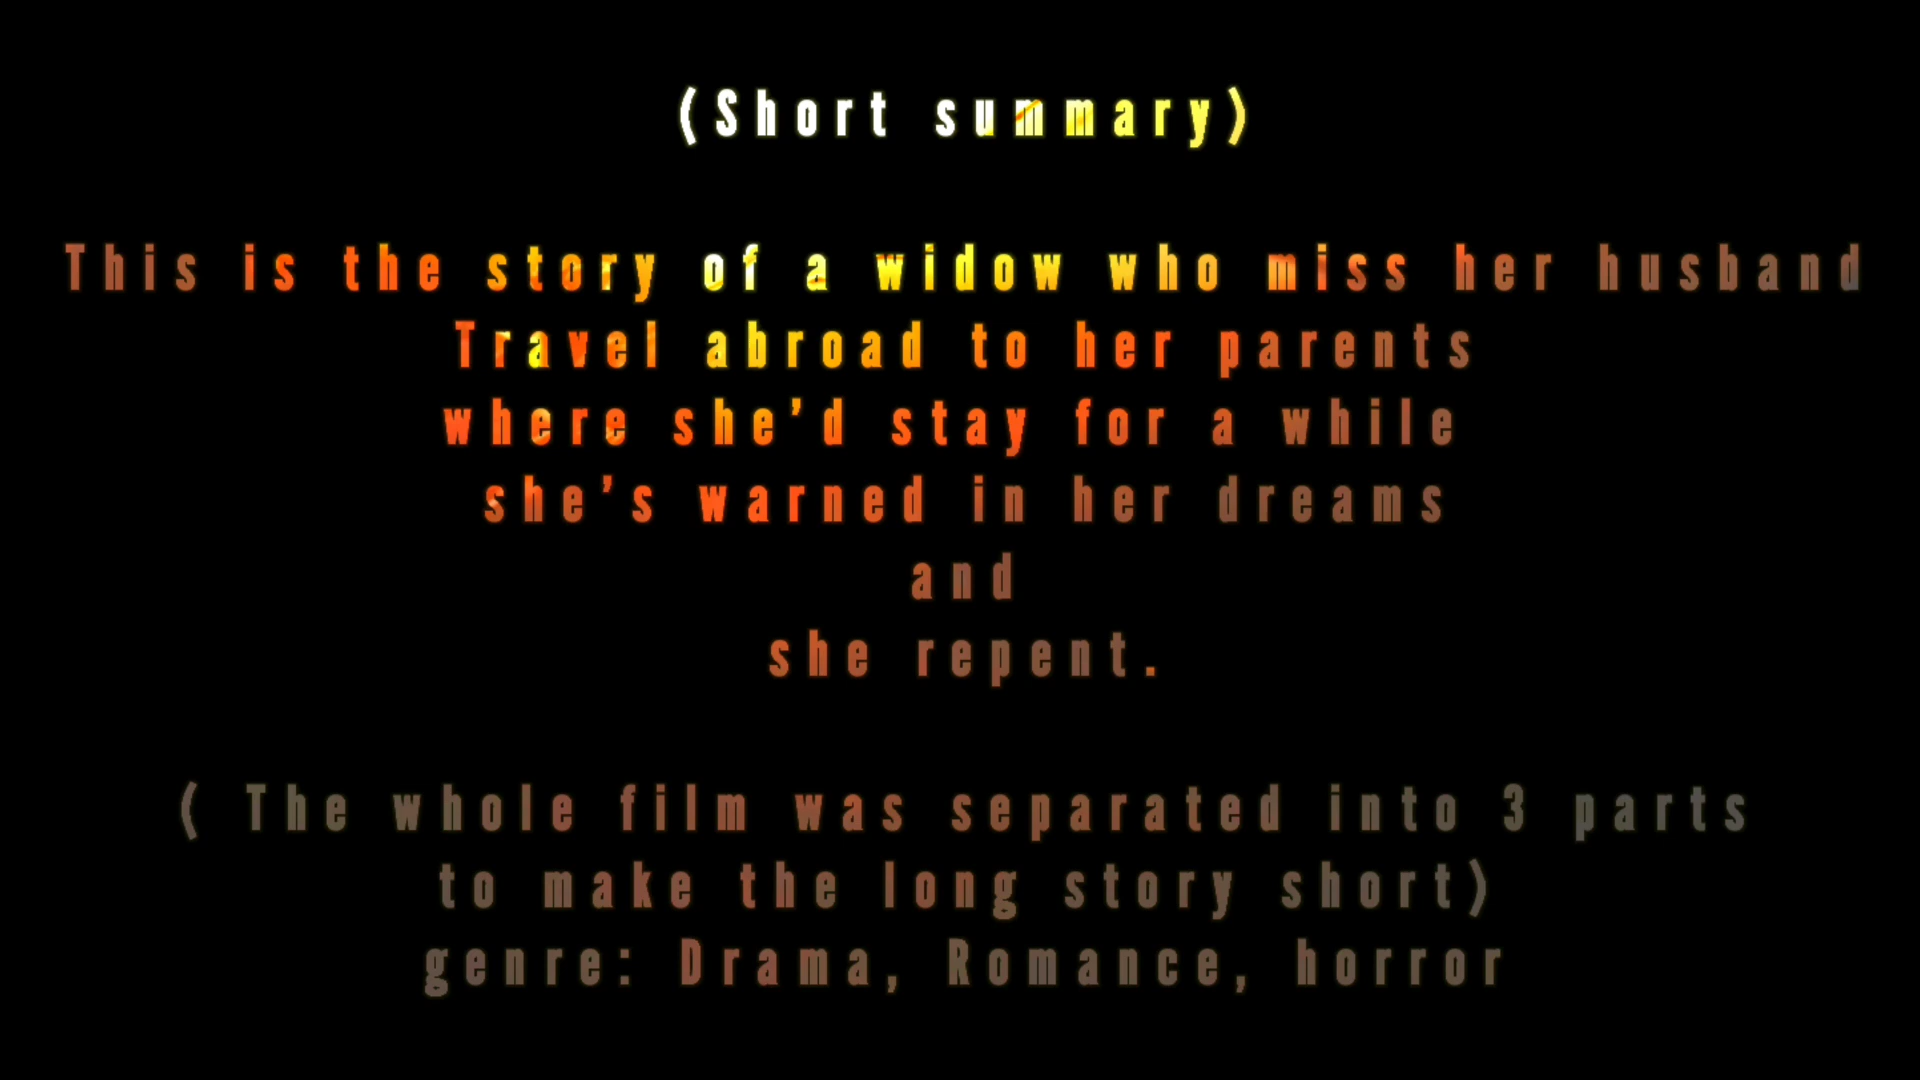 (Short summary)
This is the story of a widow who miss her husband
Travel abroad to her parents
where she'd stay for a while
she's warned in her dreams
and
she repent.
( The whole film was separated into 3 parts
to make the long story short)
genre: Drama, Romance, horror